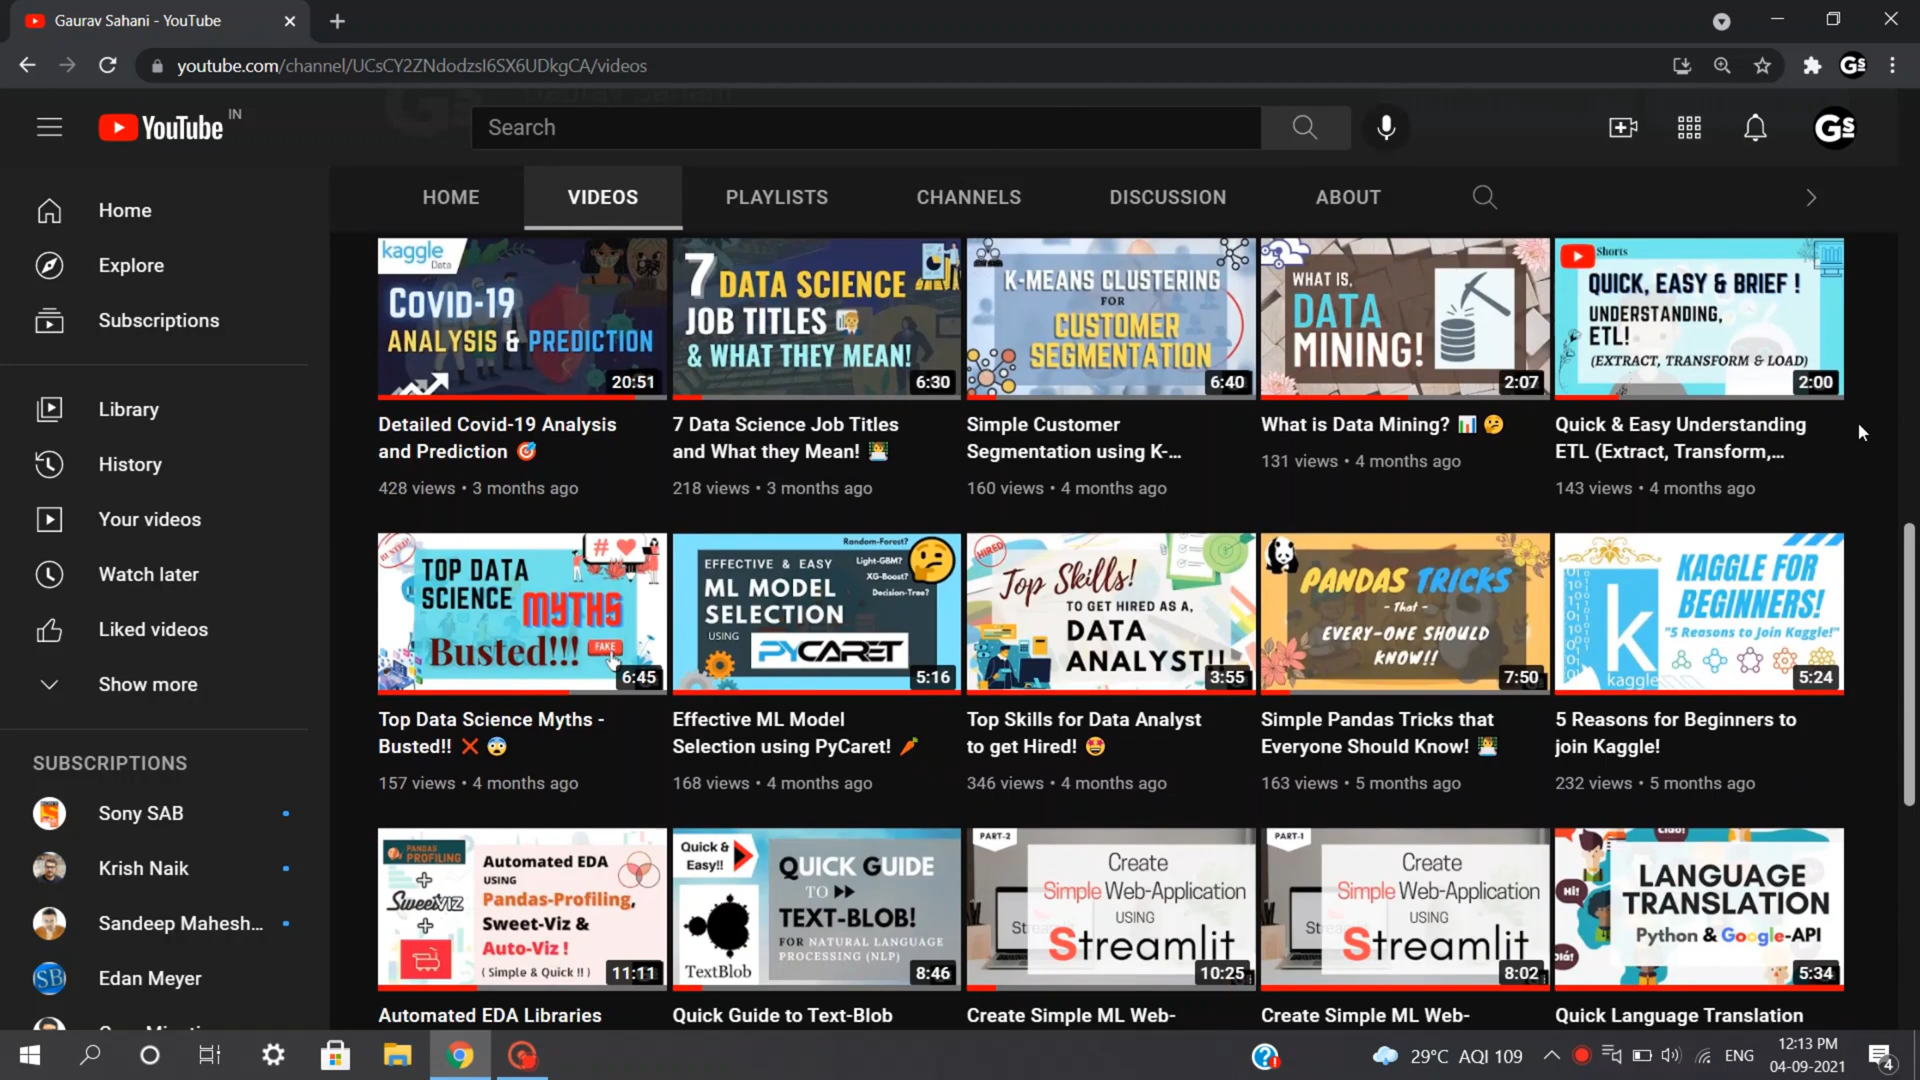 Gaurav Sahani - YouTube
youtube.com/channel/UCsCY2ZNdodzsI6SX6UDkgCA/videos
Gs
YouTube IN
Search
Gs
HOME
VIDEOS
PLAYLISTS
CHANNELS
DISCUSSION
ABOUT
Home
Explore
Subscriptions
Library
History
Your videos
Watch later
Liked videos
Show more
SUBSCRIPTIONS
Sony SAB
Krish Naik
Sandeep Mahesh...
Edan Meyer
kaggle
Data
COVID-19
ANALYSIS & PREDICTION
20:51
Detailed Covid-19 Analysis
and Prediction
428 views • 3 months ago
7 DATA SCIENCE
JOB TITLES
& WHAT THEY MEAN!
6:30
7 Data Science Job Titles
and What they Mean!
218 views • 3 months ago
K-MEANS CLUSTERING
FOR
CUSTOMER
SEGMENTATION
6:40
Simple Customer
Segmentation using K-...
160 views • 4 months ago
WHAT IS,
DATA
MINING!
2:07
What is Data Mining?
131 views • 4 months ago
Shorts
QUICK, EASY & BRIEF !
UNDERSTANDING,
ETL!
(EXTRACT, TRANSFORM & LOAD)
2:00
Quick & Easy Understanding
ETL (Extract, Transform,...
143 views • 4 months ago
BUSTED!
TOP DATA
SCIENCE MYTHS
Busted!!!
FAKE
6:45
Top Data Science Myths -
Busted!!
157 views • 4 months ago
Random-Forest?
Light-GBM?
XG-Boost?
Decision-Tree?
EFFECTIVE & EASY
ML MODEL
SELECTION
USING PYCARET
5:16
Effective ML Model
Selection using PyCaret!
168 views • 4 months ago
HIRED
Top Skills!
TO GET HIRED AS A,
DATA
ANALYST!!
3:55
Top Skills for Data Analyst
to get Hired!
346 views • 4 months ago
PANDAS TRICKS
- That -
EVERY-ONE SHOULD
KNOW!!
7:50
Simple Pandas Tricks that
Everyone Should Know!
163 views • 5 months ago
KAGGLE FOR
BEGINNERS!
"5 Reasons to Join Kaggle!"
k
kaggle
5:24
5 Reasons for Beginners to
join Kaggle!
232 views • 5 months ago
PANDAS
PROFILING
+
SweetVIZ
+
Automated EDA
USING
Pandas-Profiling,
Sweet-Viz &
Auto-Viz !
( Simple & Quick !! )
11:11
Automated EDA Libraries
Quick &
Easy!!
TextBlob
QUICK GUIDE
TO
TEXT-BLOB!
FOR NATURAL LANGUAGE
PROCESSING (NLP)
8:46
Quick Guide to Text-Blob
PART-2
Create
Simple Web-Application
USING
Streamlit
10:25
Create Simple ML Web-
PART-1
Create
Simple Web-Application
USING
Streamlit
8:02
Create Simple ML Web-
Ciao!
Hi!
LANGUAGE
TRANSLATION
Python & Google-API
5:34
Quick Language Translation
29°C AQI 109
ENG
12:13 PM
04-09-2021
4